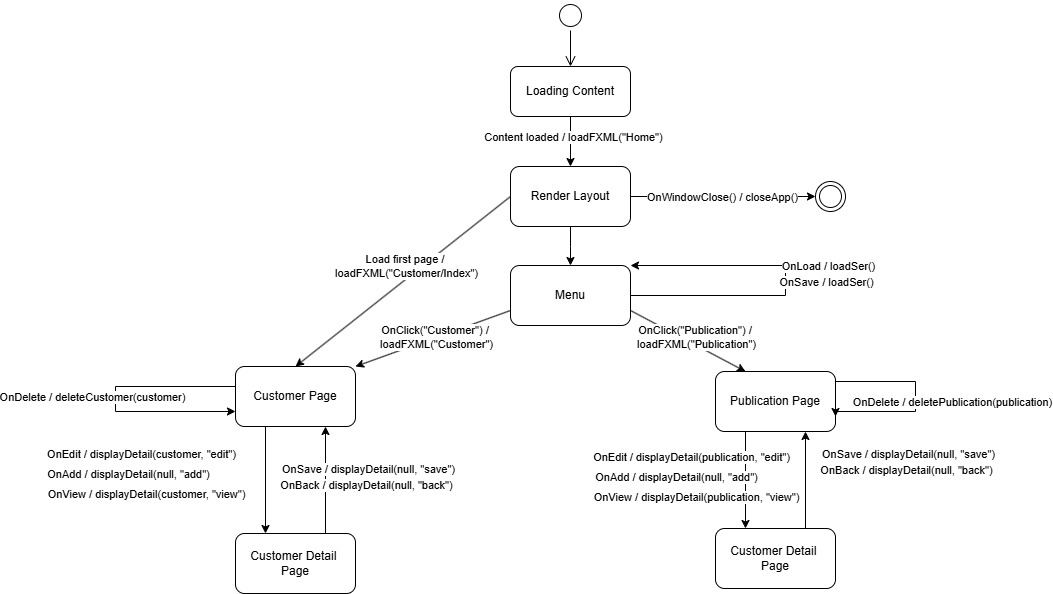 Loading Content
Content loaded / loadFXML("Home")
Render Layout
OnWindowClose() / closeApp()
Load first page /
loadFXML("Customer/Index")
Menu
OnLoad / loadSer()
OnSave / loadSer()
OnClick("Customer") /
loadFXML("Customer")
OnClick("Publication") /
loadFXML("Publication")
Customer Page
OnDelete / deleteCustomer(customer)
Publication Page
OnDelete / deletePublication(publication)
OnEdit / displayDetail(customer, "edit")
OnAdd / displayDetail(null, "add")
OnView / displayDetail(customer, "view")
OnSave / displayDetail(null, "save")
OnBack / displayDetail(null, "back")
OnEdit / displayDetail(publication, "edit")
OnAdd / displayDetail(null, "add")
OnView / displayDetail(publication, "view")
OnSave / displayDetail(null, "save")
OnBack / displayDetail(null, "back")
Customer Detail
Page
Customer Detail
Page